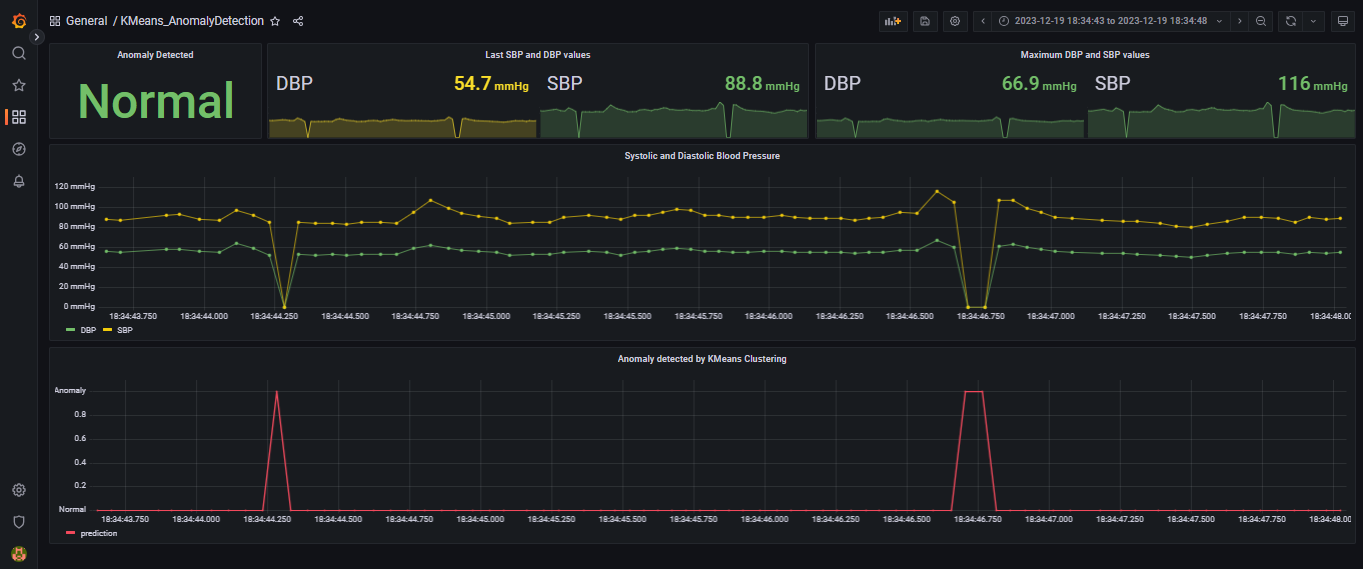 General / KMeans_AnomalyDetection
2023-12-19 18:34:43 to 2023-12-19 18:34:48
Anomaly Detected
Normal
Last SBP and DBP values
DBP 54.7 mmHg SBP 88.8 mmHg
Maximum DBP and SBP values
DBP 66.9 mmHg SBP 116 mmHg
Systolic and Diastolic Blood Pressure
120 mmHg
100 mmHg
80 mmHg
60 mmHg
40 mmHg
20 mmHg
0 mmHg
18:34:43.750 18:34:44.000 18:34:44.250 18:34:44.500 18:34:44.750 18:34:45.000 18:34:45.250 18:34:45.500 18:34:45.750 18:34:46.000 18:34:46.250 18:34:46.500 18:34:46.750 18:34:47.000 18:34:47.250 18:34:47.500 18:34:47.750 18:34:48.00
DBP SBP
Anomaly detected by KMeans Clustering
Anomaly
0.8
0.6
0.4
0.2
Normal
18:34:43.750 18:34:44.000 18:34:44.250 18:34:44.500 18:34:44.750 18:34:45.000 18:34:45.250 18:34:45.500 18:34:45.750 18:34:46.000 18:34:46.250 18:34:46.500 18:34:46.750 18:34:47.000 18:34:47.250 18:34:47.500 18:34:47.750 18:34:48.00
prediction